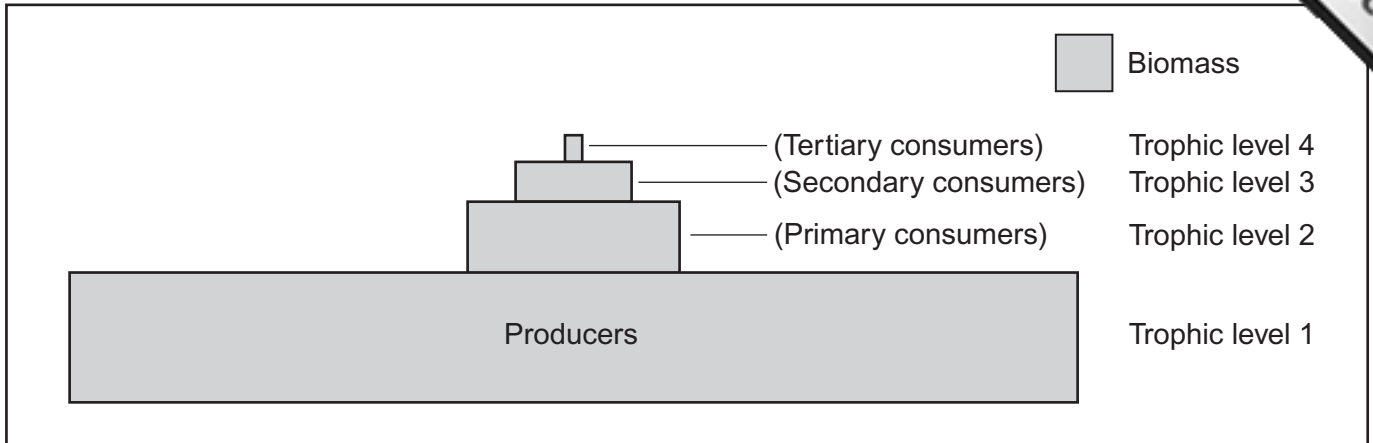 Biomass
(Tertiary consumers) Trophic level 4
(Secondary consumers) Trophic level 3
(Primary consumers) Trophic level 2
Producers Trophic level 1